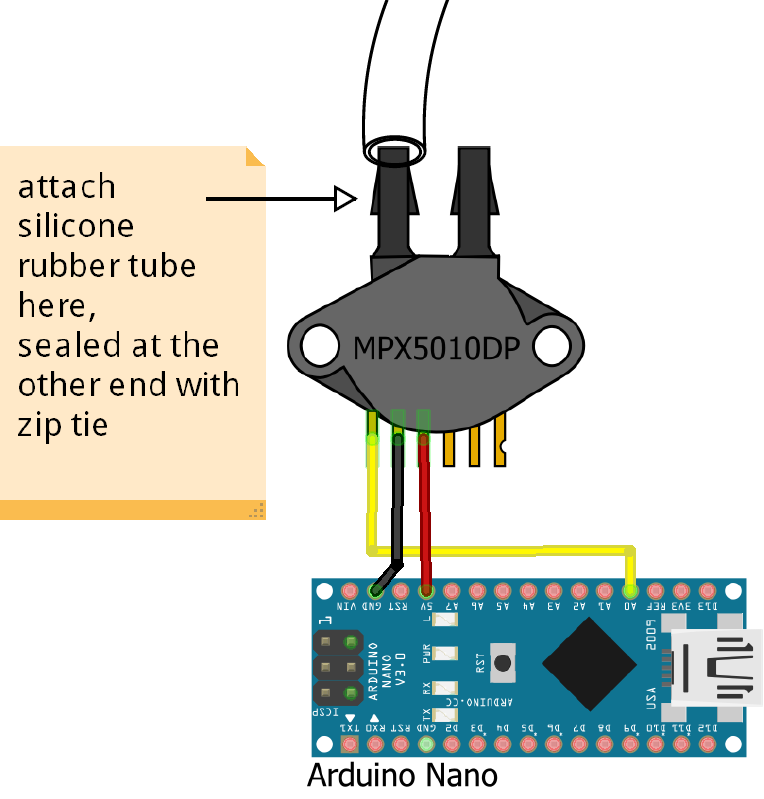 attach
silicone
rubber tube
here,
sealed at the
other end with
zip tie
MPX5010DP
VIN GND RST 5V A7 A6 A5 A4 A3 A2 A1 A0 REF 3V3 D13
L
PWR
RX
TX
RST
ARDUINO
NANO
V3.0
ARDUINO.CC
2009
USA
ICSP
TX1 RX0 RST GND D2 D3 D4 D5 D6 D7 D8 D9 D10 D11 D12
Arduino Nano